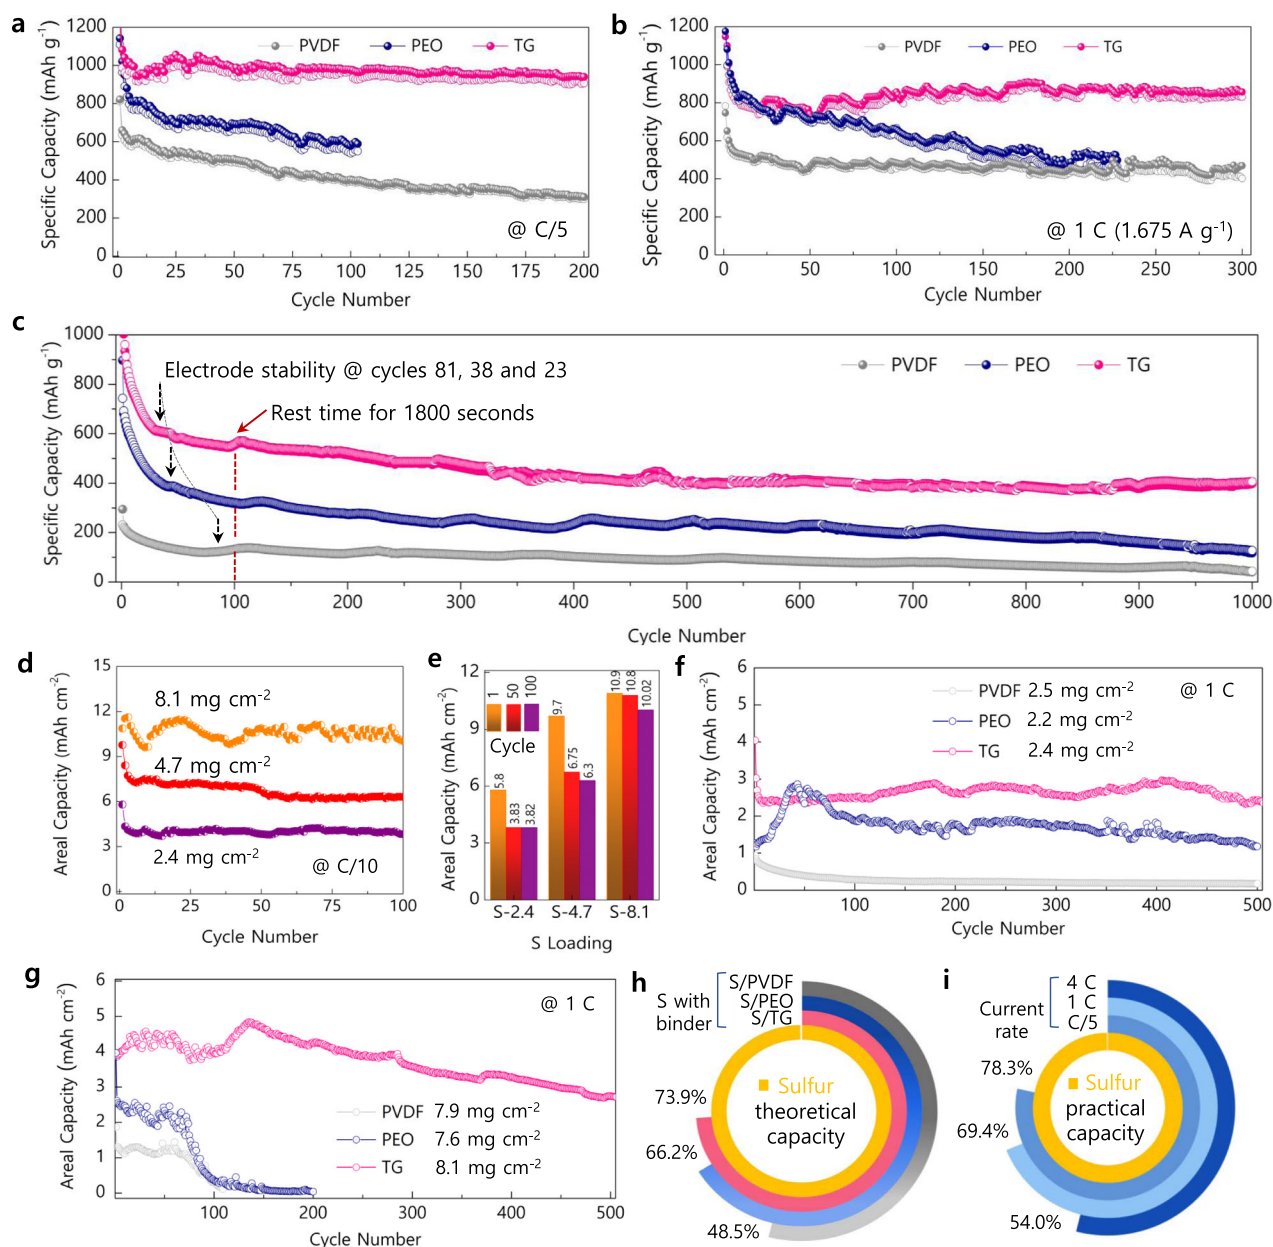 a
1200
1000
800
600
400
200
0
Specific Capacity (mAh g-1)
PVDF PEO TG
@ C/5
0 25 50 75 100 125 150 175 200
Cycle Number
b
1200
1000
800
600
400
200
0
Specific Capacity (mAh g-1)
PVDF PEO TG
@ 1 C (1.675 A g-1)
0 50 100 150 200 250 300
Cycle Number
c
1000
800
600
400
200
0
Specific Capacity (mAh g-1)
PVDF PEO TG
Electrode stability @ cycles 81, 38 and 23
Rest time for 1800 seconds
0 100 200 300 400 500 600 700 800 900 1000
Cycle Number
d
15
12
9
6
3
0
Areal Capacity (mAh cm-2)
8.1 mg cm-2
4.7 mg cm-2
2.4 mg cm-2
@ C/10
0 25 50 75 100
Cycle Number
e
12
9
6
3
0
Areal Capacity (mAh cm-2)
1 50 100
Cycle
5.8 3.83 3.82
9.7 6.75 6.3
10.9 10.8 10.02
S-2.4 S-4.7 S-8.1
S Loading
f
6
5
4
3
2
1
0
Areal Capacity (mAh cm-2)
PVDF 2.5 mg cm-2
PEO 2.2 mg cm-2
TG 2.4 mg cm-2
@ 1 C
100 200 300 400 500
Cycle Number
g
6
5
4
3
2
1
0
Areal Capacity (mAh cm-2)
@ 1 C
PVDF 7.9 mg cm-2
PEO 7.6 mg cm-2
TG 8.1 mg cm-2
100 200 300 400 500
Cycle Number
h
S with
binder
S/PVDF
S/PEO
S/TG
Sulfur
theoretical
capacity
73.9%
66.2%
48.5%
i
Current
rate
4 C
1 C
C/5
Sulfur
practical
capacity
78.3%
69.4%
54.0%